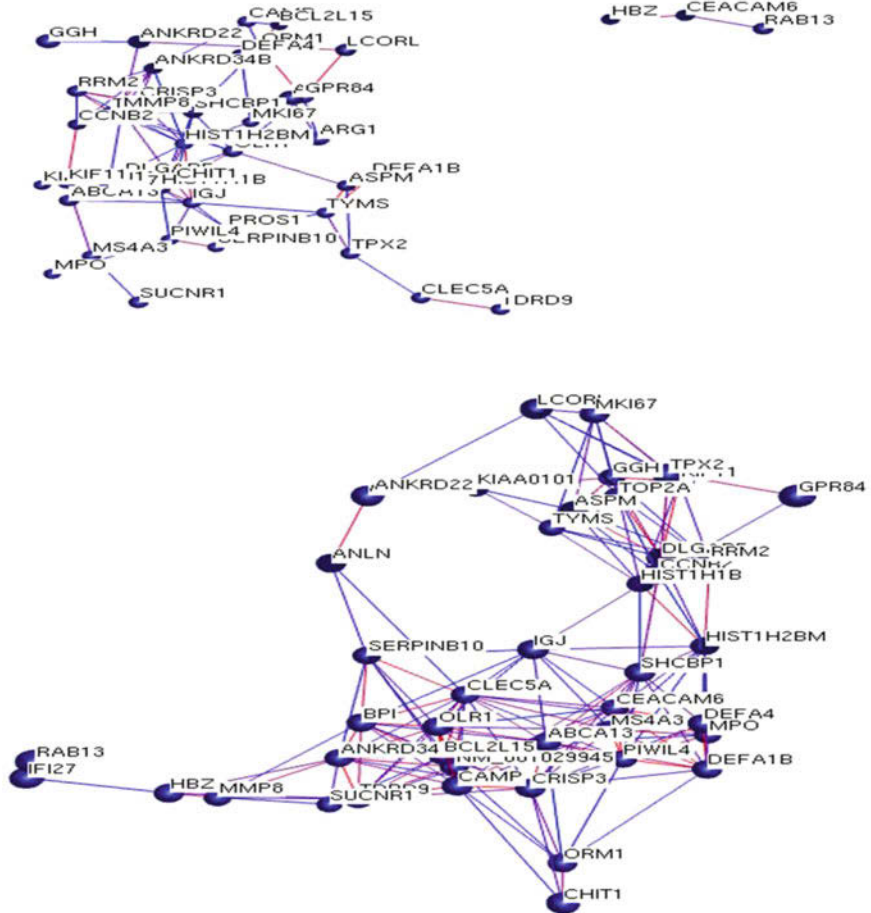 HBZ CEACAM6
RAB13
BCL2L15
GGH ANKRD22 DEFA4 LCORL
ANKRD34B
RRM2 CRISP3 GPR84
MMP8 SHCBP1
CCNB2 MKI67
HIST1H2BM ARG1
CHIT1 DEFA1B
KIF11 ASPM
IGJ
PROS1 TYMS
PIWIL4 SERPINB10
MS4A3 TPX2
MPO
SUCNR1 CLEC5A
TDRD9
MKI67
GGH TPX2
ANKRD22 KIAA0101 TOP2A GPR84
ASPM
TYMS
RRM2
ANLN
HIST1H1B
SERPINB10 IGJ HIST1H2BM
SHCBP1
CLEC5A CEACAM6
BPI OLR1 MS4A3 DEFA4
ABCA13 MPO
RAB13 ANKRD34 BCL2L15 PIWIL4
IFI27 DEFA1B
HBZ MMP8 CAMP CRISP3
SUCNR1
ORM1
CHIT1